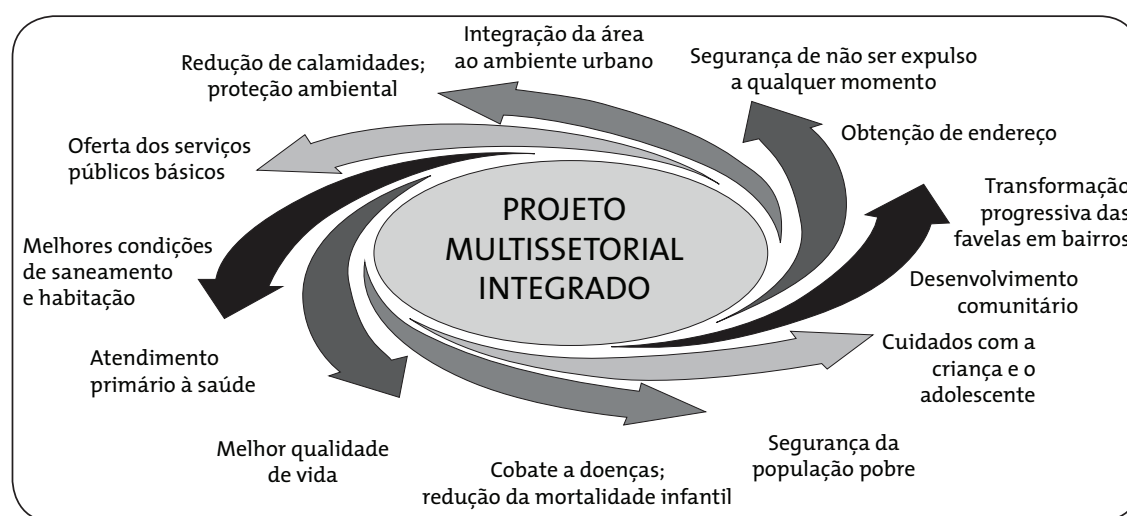 Integração da área
ao ambiente urbano
Segurança de não ser expulso
a qualquer momento
Redução de calamidades;
proteção ambiental
Obtenção de endereço
Oferta dos serviços
públicos básicos
Transformação
progressiva das
favelas em bairros
PROJETO
MULTISSETORIAL
INTEGRADO
Melhores condições
de saneamento
e habitação
Desenvolvimento
comunitário
Cuidados com a
criança e o
adolescente
Atendimento
primário à saúde
Segurança da
população pobre
Melhor qualidade
de vida
Cobate a doenças;
redução da mortalidade infantil